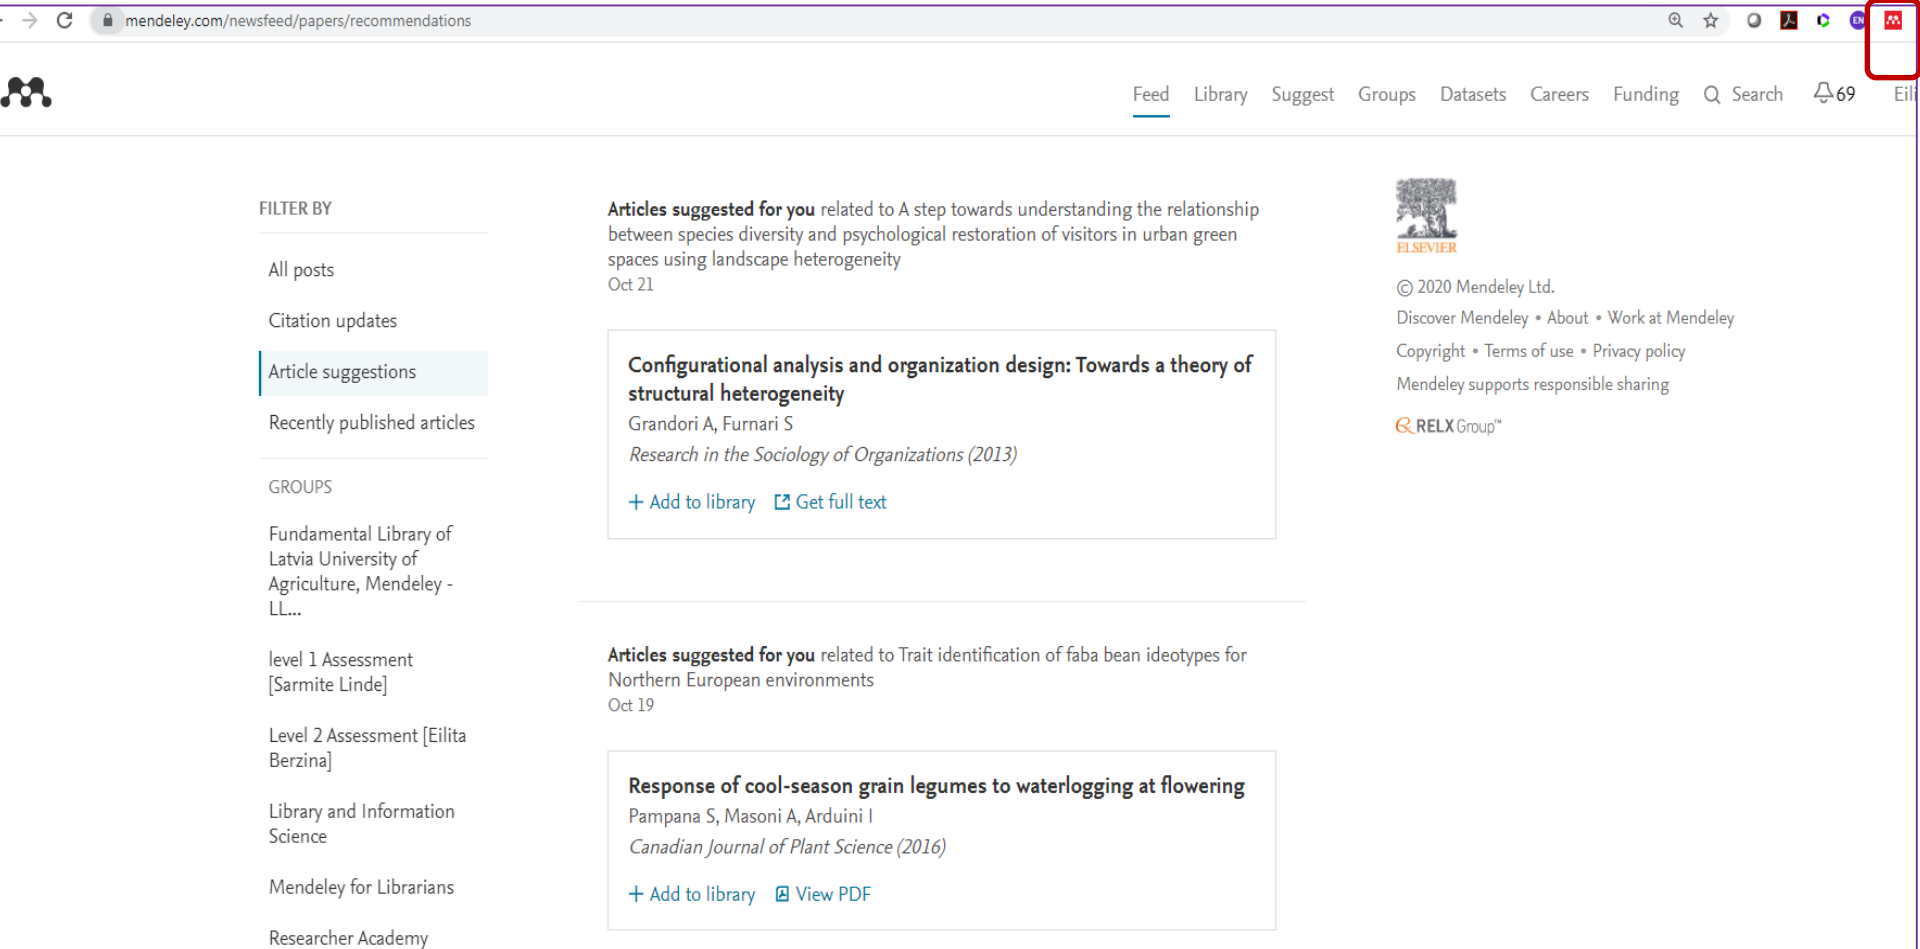 mendeley.com/newsfeed/papers/recommendations
EN
Feed Library Suggest Groups Datasets Careers Funding Search 69 Eili
FILTER BY
All posts
Citation updates
Article suggestions
Recently published articles
GROUPS
Fundamental Library of
Latvia University of
Agriculture, Mendeley -
LL...
level 1 Assessment
[Sarmite Linde]
Level 2 Assessment [Eilita
Berzina]
Library and Information
Science
Mendeley for Librarians
Researcher Academy
Articles suggested for you related to A step towards understanding the relationship
between species diversity and psychological restoration of visitors in urban green
spaces using landscape heterogeneity
Oct 21
Configurational analysis and organization design: Towards a theory of
structural heterogeneity
Grandori A, Furnari S
Research in the Sociology of Organizations (2013)
+ Add to library Get full text
Articles suggested for you related to Trait identification of faba bean ideotypes for
Northern European environments
Oct 19
Response of cool-season grain legumes to waterlogging at flowering
Pampana S, Masoni A, Arduini I
Canadian Journal of Plant Science (2016)
+ Add to library View PDF
ELSEVIER
© 2020 Mendeley Ltd.
Discover Mendeley • About • Work at Mendeley
Copyright • Terms of use • Privacy policy
Mendeley supports responsible sharing
RELX Group™